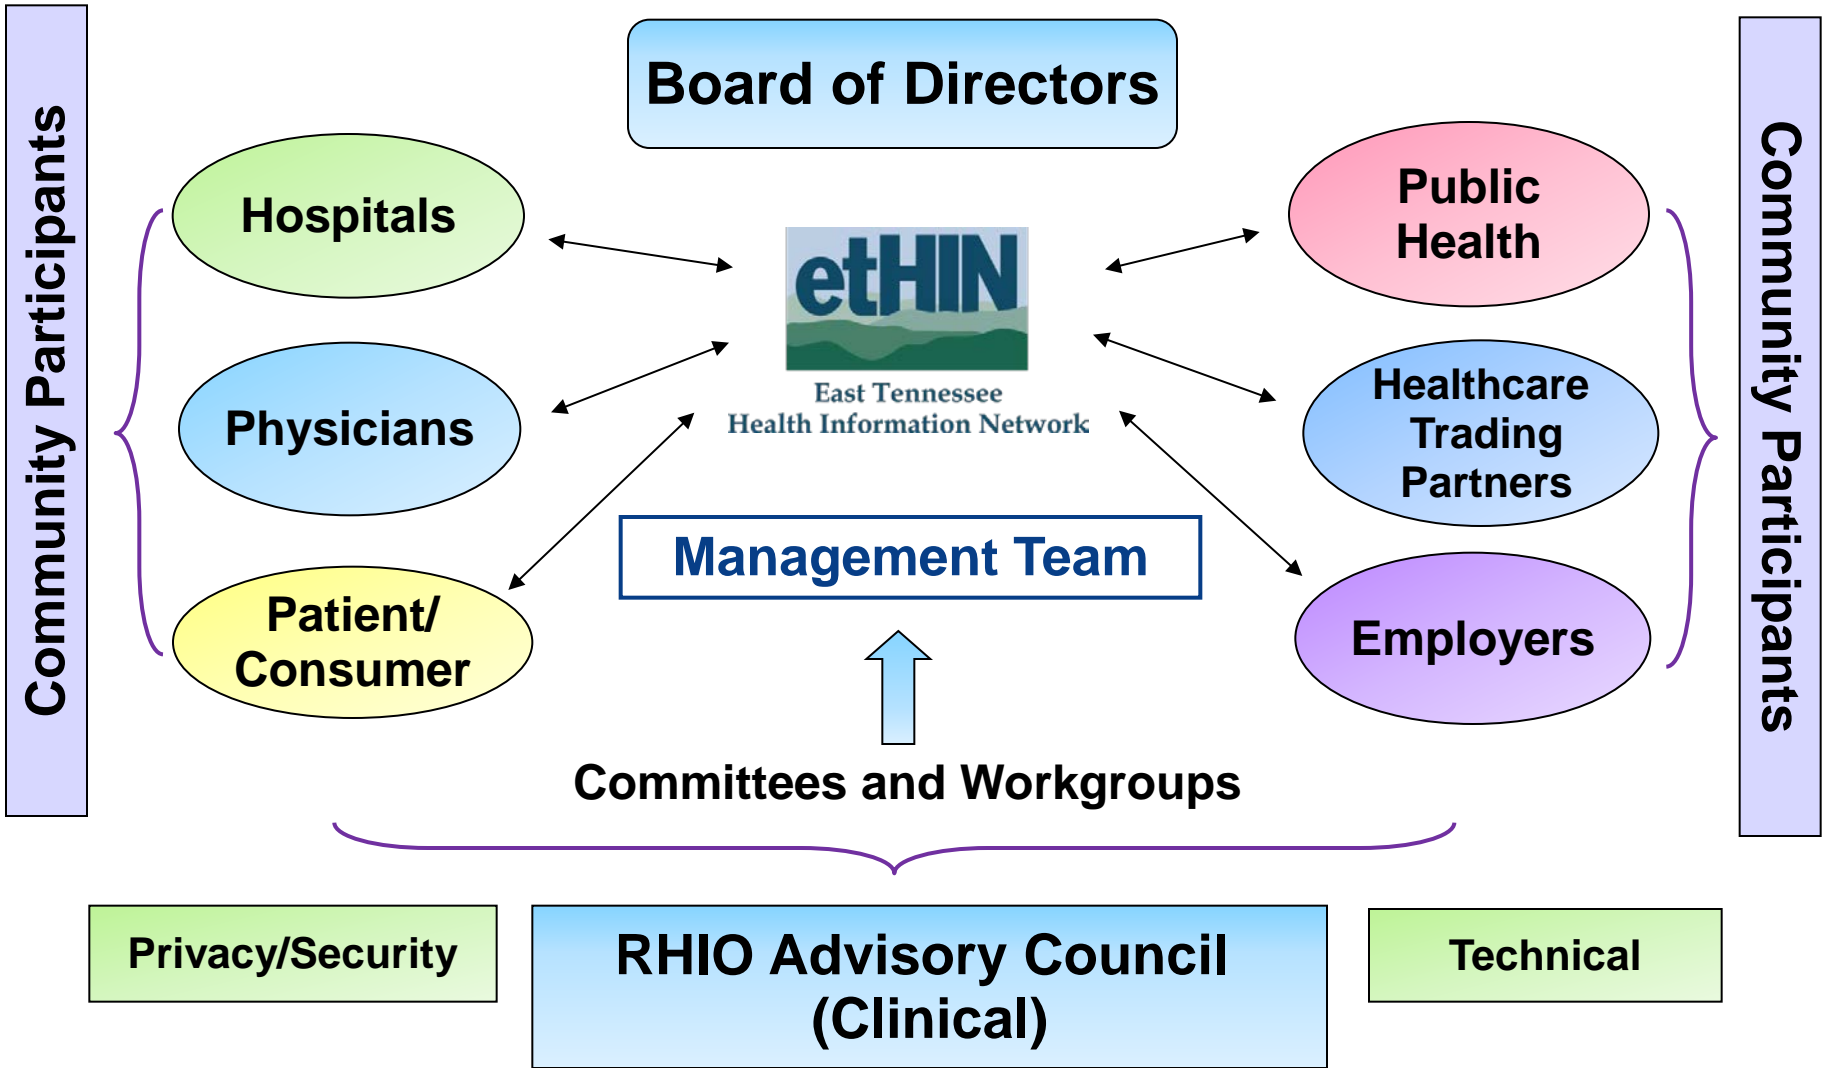 Board of Directors
Community Participants
Hospitals
Physicians
Patient/
Consumer
etHIN
East Tennessee
Health Information Network
Public
Health
Healthcare
Trading
Partners
Employers
Community Participants
Management Team
Committees and Workgroups
Privacy/Security
RHIO Advisory Council
(Clinical)
Technical